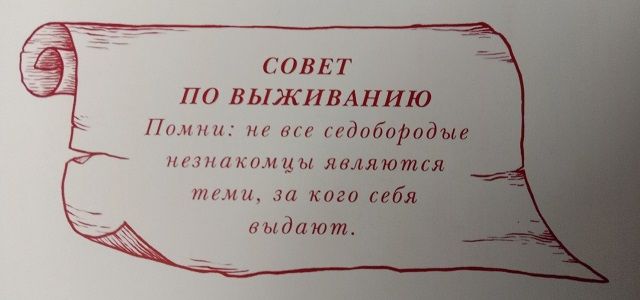 СОВЕТ
ПО ВЫЖИВАНИЮ
Помни: не все седобородые
незнакомцы являются
теми, за кого себя
выдают.